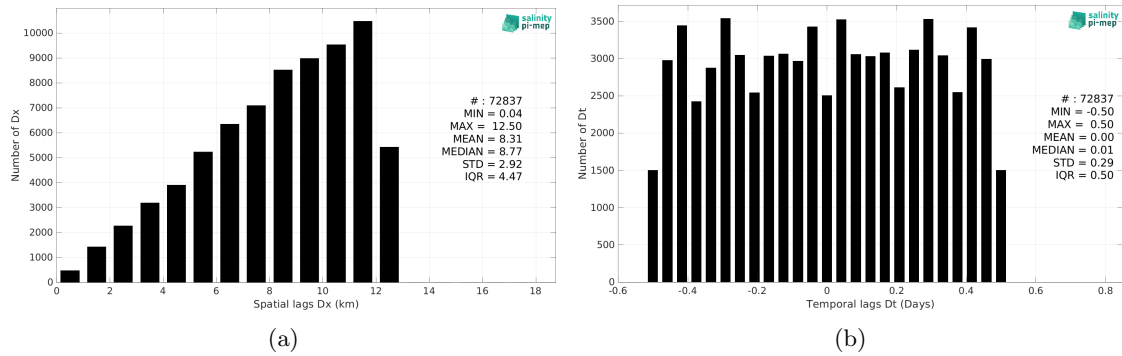 salinity
pi-mep
Number of Dx
10000
9000
8000
7000
6000
5000
4000
3000
2000
1000
0
# : 72837
MIN = 0.04
MAX = 12.50
MEAN = 8.31
MEDIAN = 8.77
STD = 2.92
IQR = 4.47
0 2 4 6 8 10 12 14 16 18
Spatial lags Dx (km)
(a)
salinity
pi-mep
Number of Dt
3500
3000
2500
2000
1500
1000
500
0
# : 72837
MIN = -0.50
MAX = 0.50
MEAN = 0.00
MEDIAN = 0.01
STD = 0.29
IQR = 0.50
-0.6 -0.4 -0.2 0 0.2 0.4 0.6 0.8
Temporal lags Dt (Days)
(b)